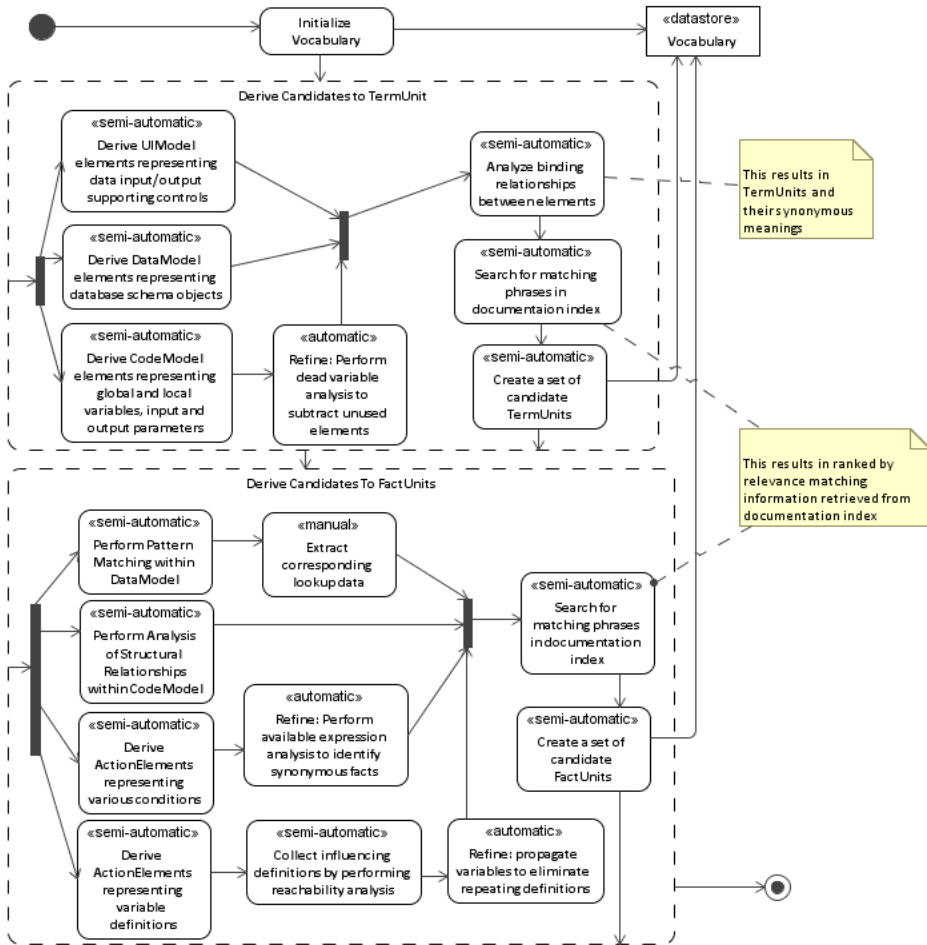 Initialize
Vocabulary
«datastore»
Vocabulary
Derive Candidates to TermUnit
«semi-automatic»
Derive UIModel
elements representing
data input/output
supporting controls
«semi-automatic»
Analyze binding
relationships
between elements
This results in
TermUnits and
their synonymous
meanings
«semi-automatic»
Derive DataModel
elements representing
database schema objects
«semi-automatic»
Search for matching
phrases in
documentaion index
«semi-automatic»
Derive CodeModel
elements representing
global and local
variables, input and
output parameters
«automatic»
Refine: Perform
dead variable
analysis to
subtract unused
elements
«semi-automatic»
Create a set of
candidate
TermUnits
This results in ranked by
relevance matching
information retrieved from
documentation index
Derive Candidates To FactUnits
«semi-automatic»
Perform Pattern
Matching within
DataModel
«manual»
Extract
corresponding
lookup data
«semi-automatic»
Search for
matching phrases
in documentation
index
«semi-automatic»
Perform Analysis
of Structural
Relationships
within CodeModel
«automatic»
Refine: Perform
available expression
analysis to identify
synonymous facts
«semi-automatic»
Create a set of
candidate
FactUnits
«semi-automatic»
Derive
ActionElements
representing
various conditions
«semi-automatic»
Derive
ActionElements
representing
variable
definitions
«semi-automatic»
Collect influencing
definitions by performing
reachability analysis
«automatic»
Refine: propagate
variables to eliminate
repeating definitions